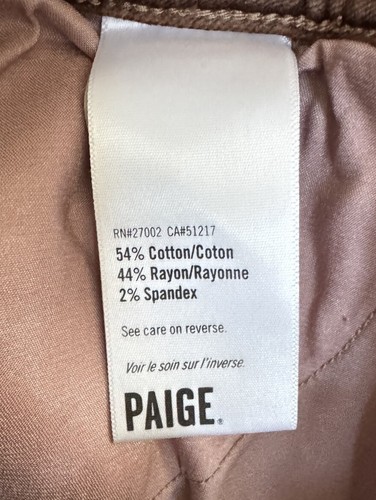 RN#27002 CA#51217
54% Cotton/Coton
44% Rayon/Rayonne
2% Spandex
See care on reverse.
Voir le soin sur l'inverse.
PAIGE®